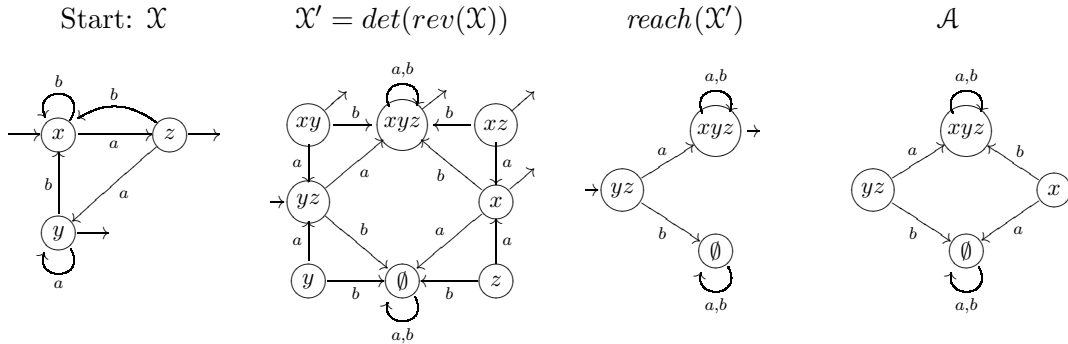 Start: 𝒳 𝒳′ = det(rev(𝒳)) reach(𝒳′) 𝒜
b a,b a,b a,b
b
x a z xy b xyz b xz xyz xyz
b a a a a a b
yz a b x yz yz x
y a b a a b b a
a y b ∅ b z ∅ ∅
a,b a,b a,b